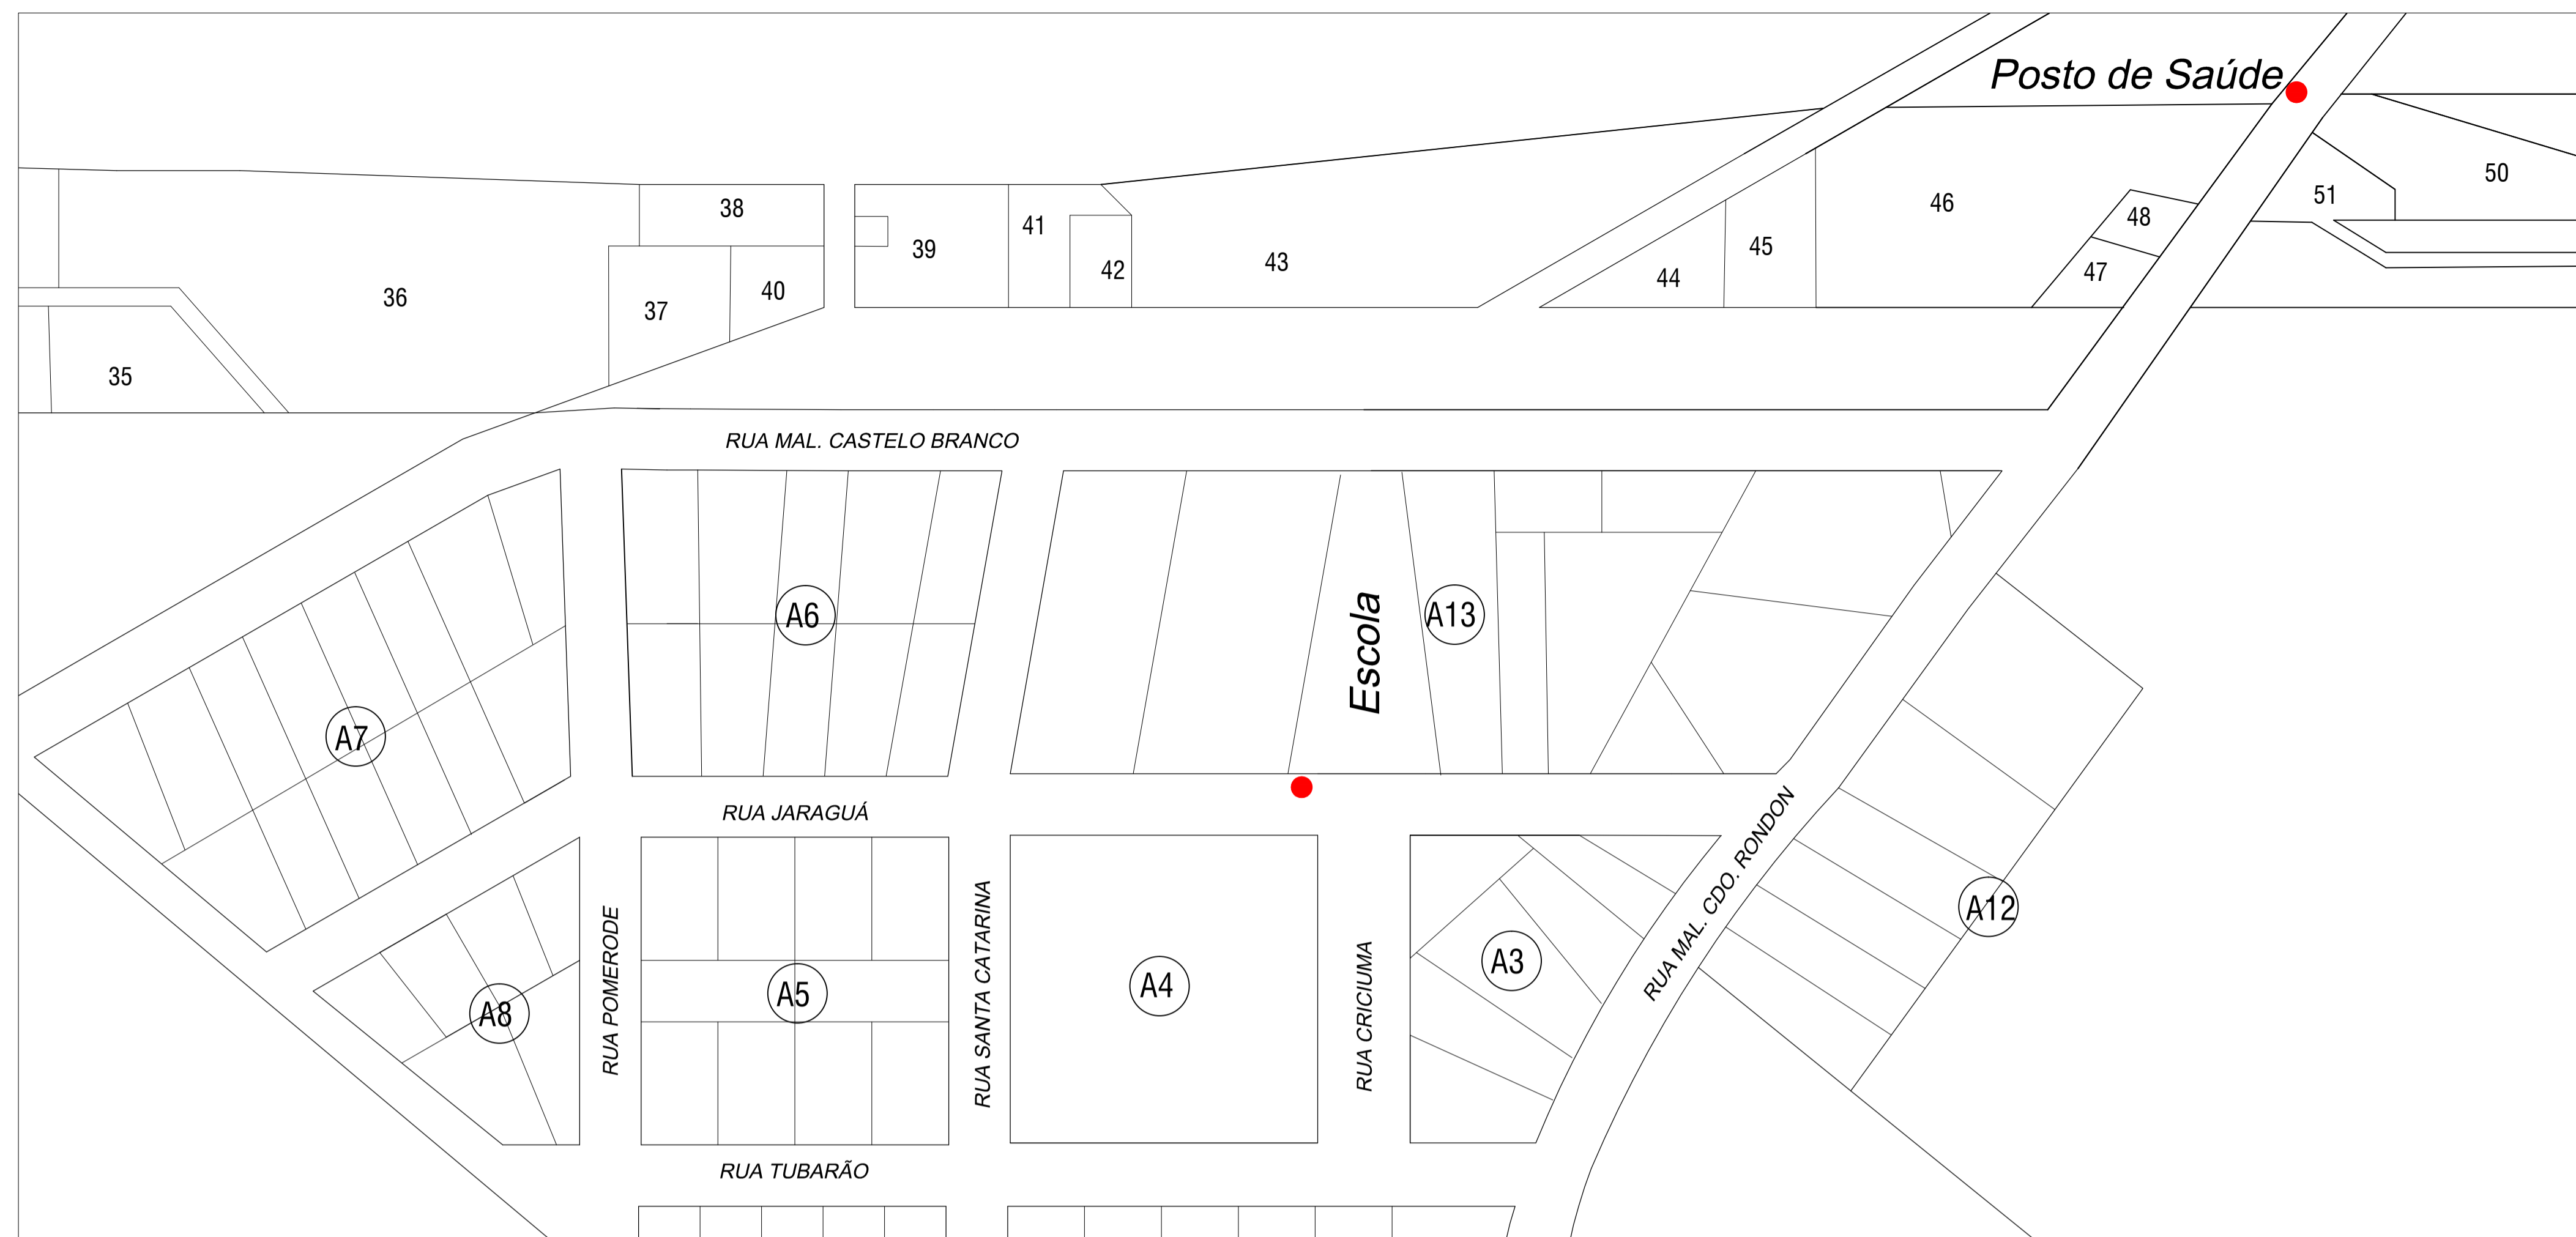 Posto de Saúde
38
39
41
42
43
44
45
46
48
47
51
50
36
37
40
35
RUA MAL. CASTELO BRANCO
A6
Escola
A13
A7
RUA JARAGUÁ
RUA MAL. CDO. RONDON
A12
RUA POMERODE
RUA SANTA CATARINA
RUA CRICIUMA
A3
A4
A5
A8
RUA TUBARÃO